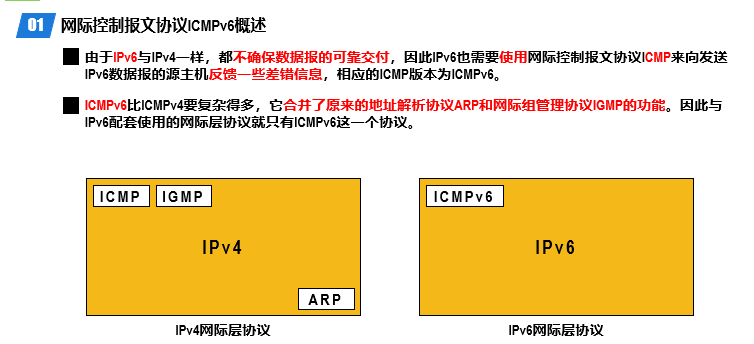 01 网际控制报文协议ICMPv6概述
由于IPv6与IPv4一样，都不确保数据报的可靠交付，因此IPv6也需要使用网际控制报文协议ICMP来向发送
IPv6数据报的源主机反馈一些差错信息，相应的ICMP版本为ICMPv6。
ICMPv6比ICMPv4要复杂得多，它合并了原来的地址解析协议ARP和网际组管理协议IGMP的功能。因此与
IPv6配套使用的网际层协议就只有ICMPv6这一个协议。
ICMP IGMP
IPv4
ARP
IPv4网际层协议
ICMPv6
IPv6
IPv6网际层协议